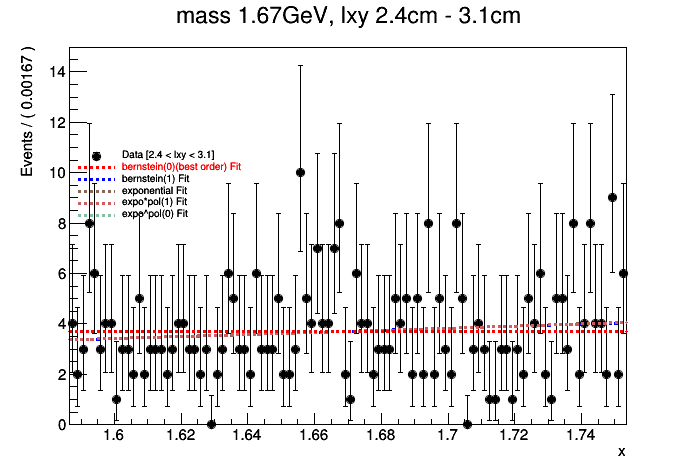 mass 1.67GeV, lxy 2.4cm - 3.1cm
Events / ( 0.00167 )
14
12
10
8
6
4
2
0
Data [2.4 < lxy < 3.1]
bernstein(0)(best order) Fit
bernstein(1) Fit
exponential Fit
expo*pol(1) Fit
expo^pol(0) Fit
1.6 1.62 1.64 1.66 1.68 1.7 1.72 1.74
x